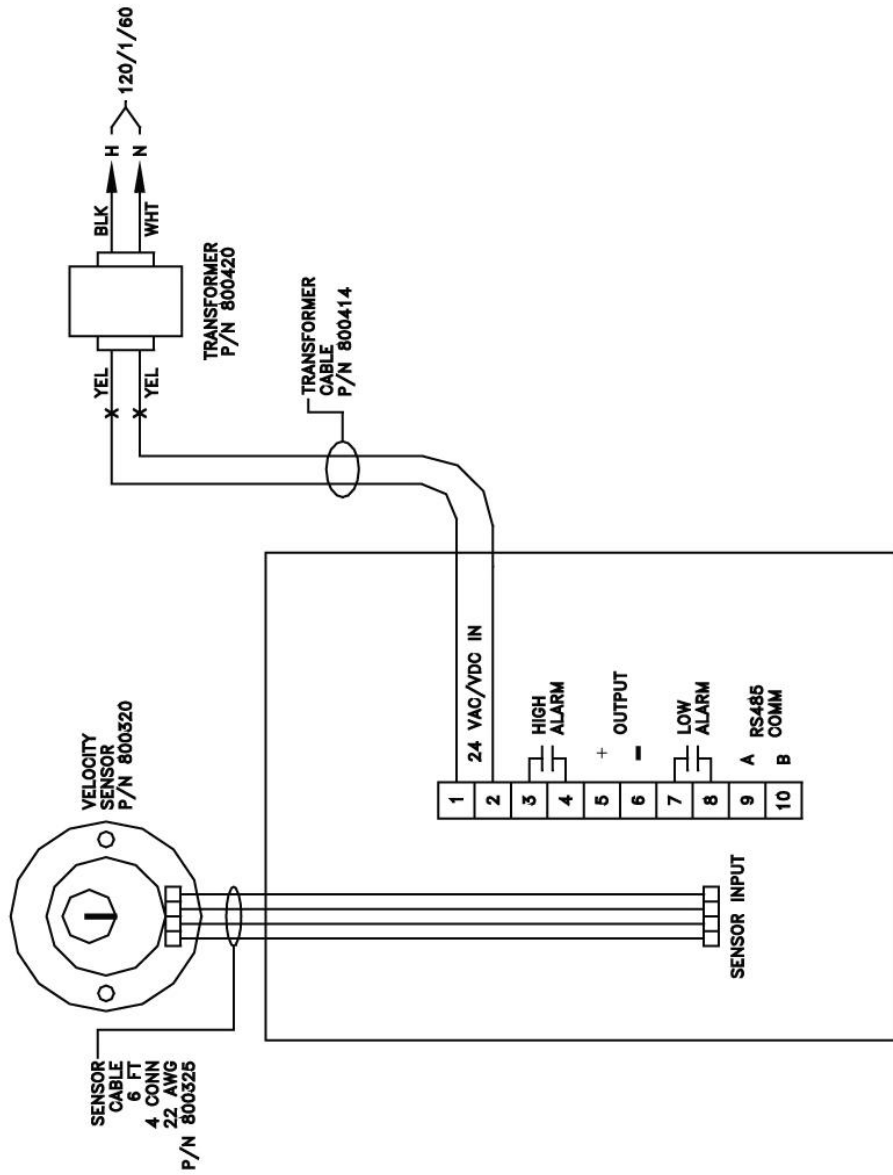 120/1/60
H
N
BLK
WHT
TRANSFORMER
P/N 800420
YEL
YEL
TRANSFORMER
CABLE
P/N 800414
VELOCITY
SENSOR
P/N 800320
SENSOR
CABLE
6 FT
4 CONN
22 AWG
P/N 800325
24 VAC/VDC IN
1
2
3
4
5
6
7
8
9
10
HIGH
ALARM
+
OUTPUT
-
LOW
ALARM
A
RS485
COMM
B
SENSOR INPUT